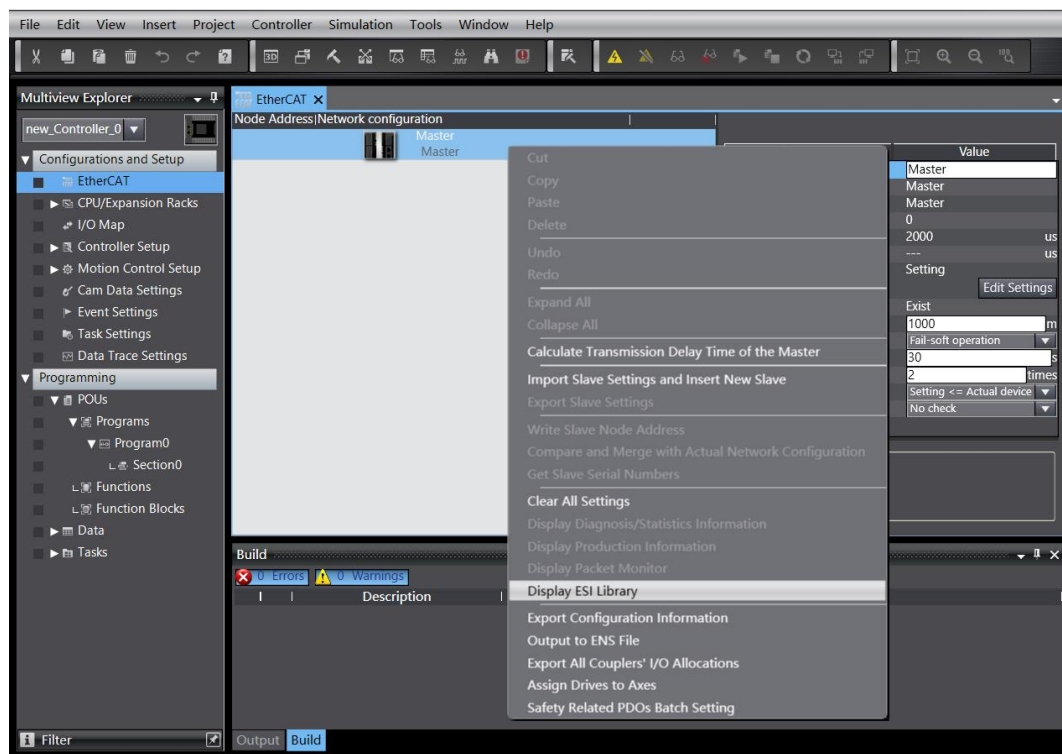 File Edit View Insert Project Controller Simulation Tools Window Help
Multiview Explorer
new_Controller_0
Configurations and Setup
EtherCAT
CPU/Expansion Racks
I/O Map
Controller Setup
Motion Control Setup
Cam Data Settings
Event Settings
Task Settings
Data Trace Settings
Programming
POUs
Programs
Program0
Section0
Functions
Function Blocks
Data
Tasks
Filter
EtherCAT
Node Address|Network configuration
Master
Master
Cut
Copy
Paste
Delete
Undo
Redo
Expand All
Collapse All
Calculate Transmission Delay Time of the Master
Import Slave Settings and Insert New Slave
Export Slave Settings
Write Slave Node Address
Compare and Merge with Actual Network Configuration
Get Slave Serial Numbers
Clear All Settings
Display Diagnosis/Statistics Information
Display Production Information
Display Packet Monitor
Display ESI Library
Export Configuration Information
Output to ENS File
Export All Couplers' I/O Allocations
Assign Drives to Axes
Safety Related PDOs Batch Setting
Value
Master
Master
Master
0
2000 us
--- us
Setting
Edit Settings
Exist
1000 m
Fail-soft operation
30 s
2 times
Setting <= Actual device
No check
Build
0 Errors 0 Warnings
Description
Output Build